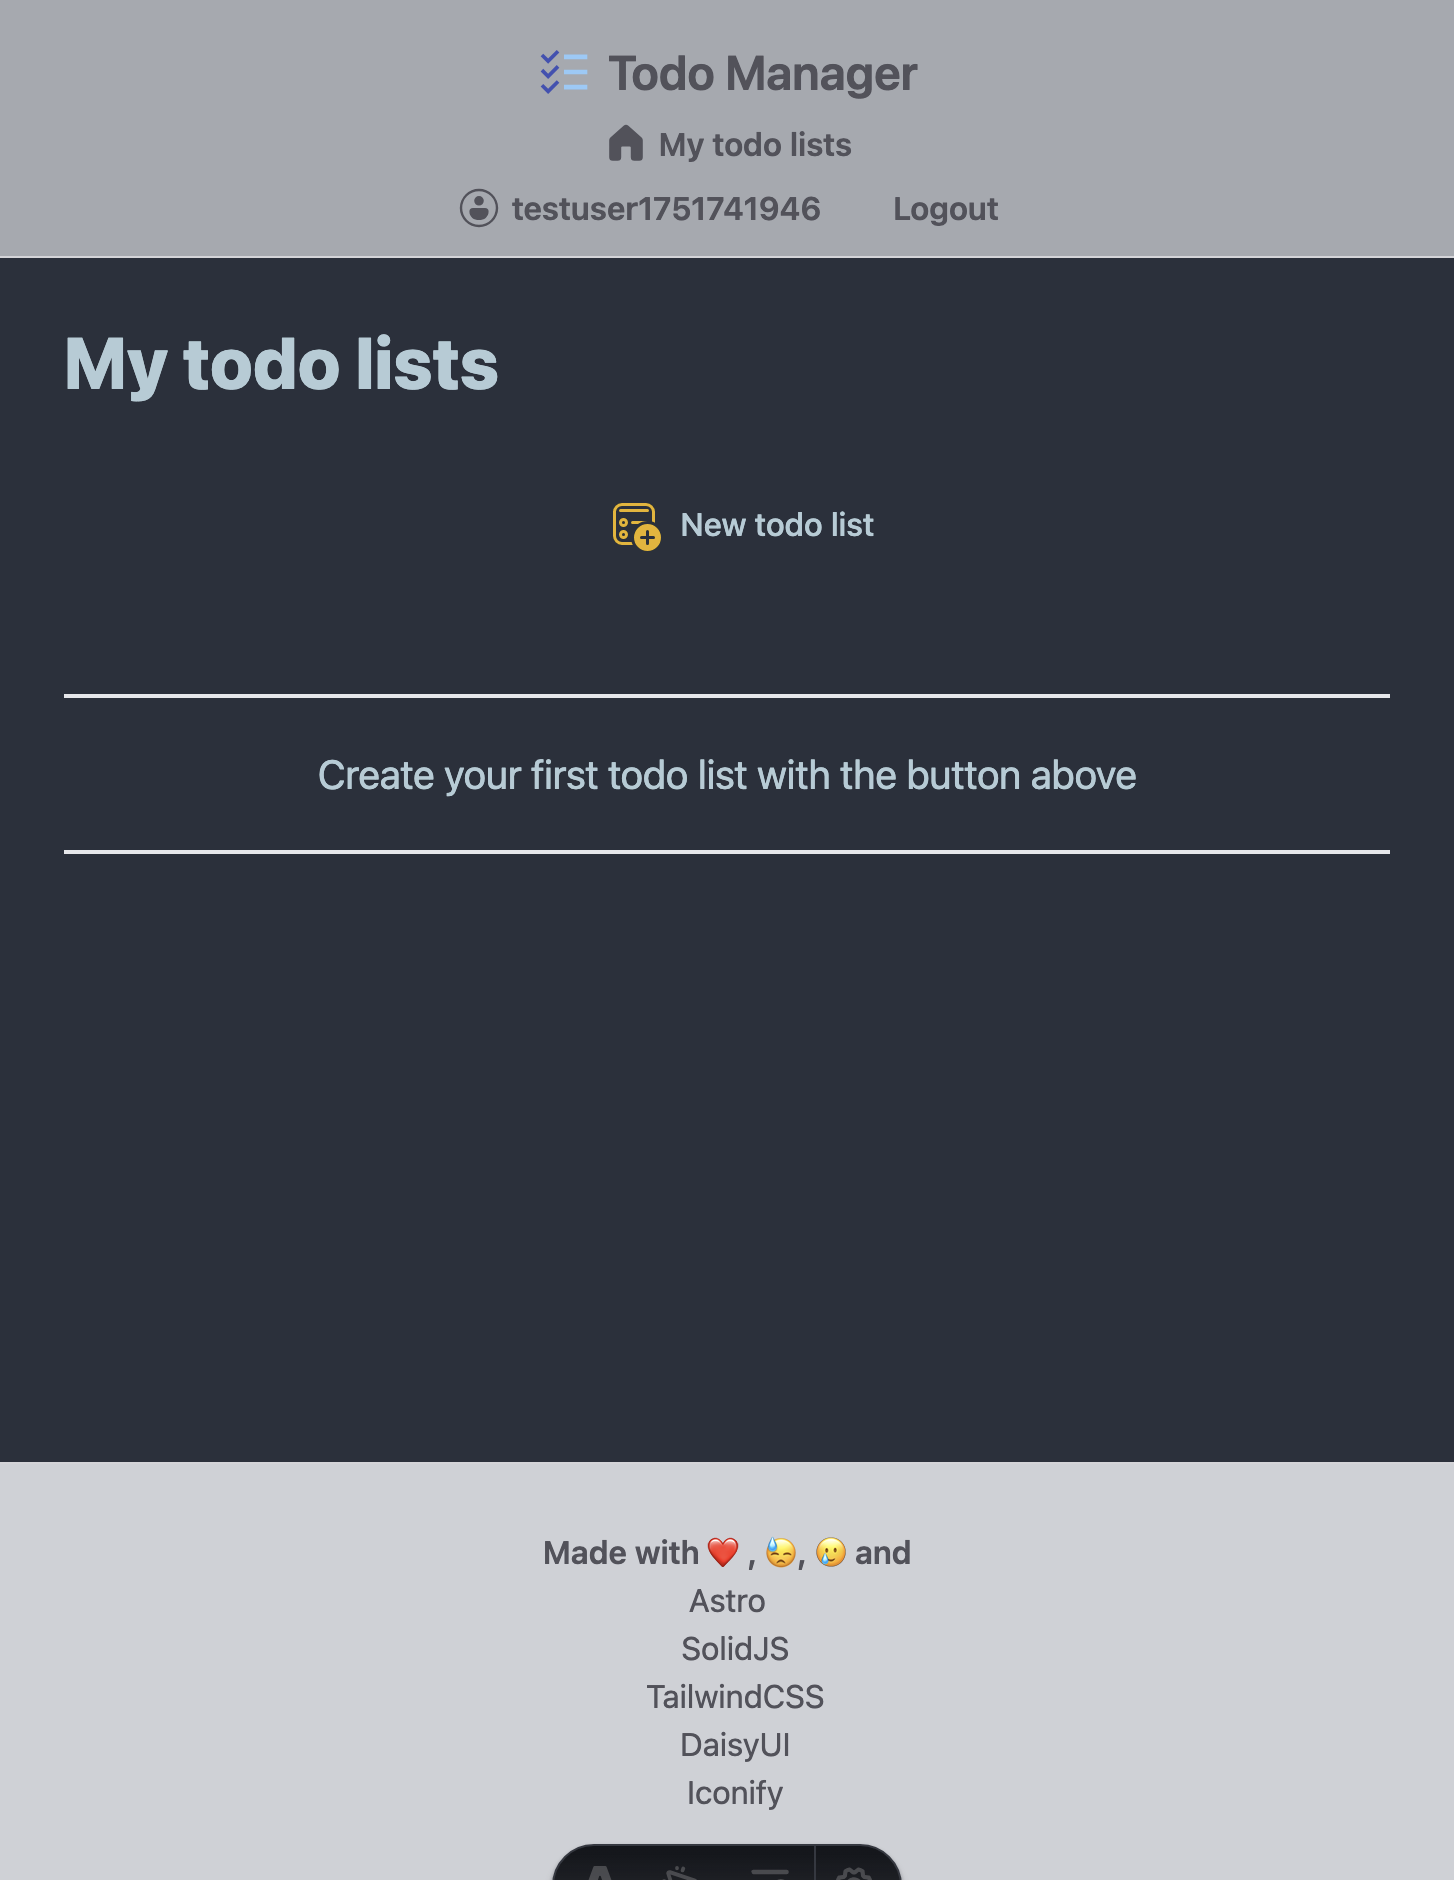 Todo Manager
My todo lists
testuser1751741946 Logout
My todo lists
New todo list
Create your first todo list with the button above
Made with ❤️ , 😓, 🥲 and
Astro
SolidJS
TailwindCSS
DaisyUI
Iconify